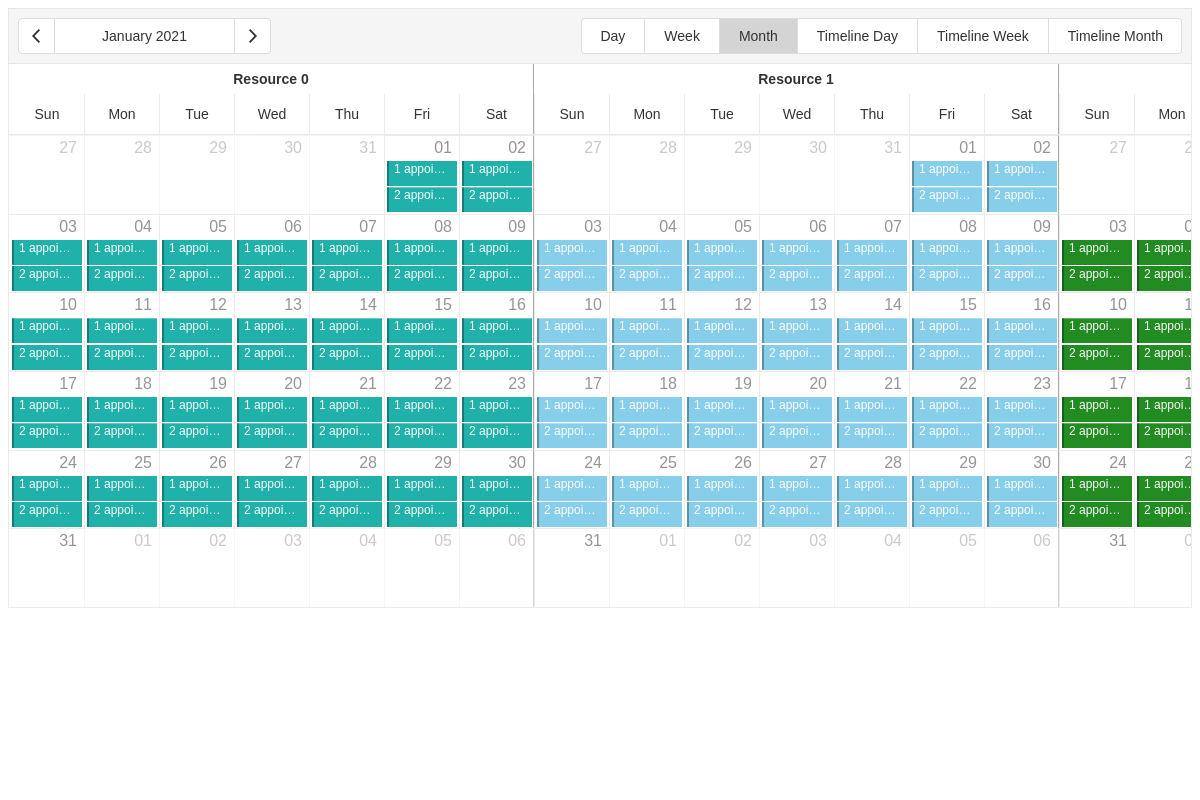 January 2021 Day Week Month Timeline Day Timeline Week Timeline Month
Resource 0 Resource 1
Sun Mon Tue Wed Thu Fri Sat Sun Mon Tue Wed Thu Fri Sat Sun Mon
27 28 29 30 31 01 02 27 28 29 30 31 01 02 27
1 appoi… 1 appoi… 1 appoi… 1 appoi…
2 appoi… 2 appoi… 2 appoi… 2 appoi…
03 04 05 06 07 08 09 03 04 05 06 07 08 09 03
1 appoi… 1 appoi… 1 appoi… 1 appoi… 1 appoi… 1 appoi… 1 appoi… 1 appoi… 1 appoi… 1 appoi… 1 appoi… 1 appoi… 1 appoi… 1 appoi… 1 appoi… 1 appoi…
2 appoi… 2 appoi… 2 appoi… 2 appoi… 2 appoi… 2 appoi… 2 appoi… 2 appoi… 2 appoi… 2 appoi… 2 appoi… 2 appoi… 2 appoi… 2 appoi… 2 appoi… 2 appoi…
10 11 12 13 14 15 16 10 11 12 13 14 15 16 10
1 appoi… 1 appoi… 1 appoi… 1 appoi… 1 appoi… 1 appoi… 1 appoi… 1 appoi… 1 appoi… 1 appoi… 1 appoi… 1 appoi… 1 appoi… 1 appoi… 1 appoi… 1 appoi…
2 appoi… 2 appoi… 2 appoi… 2 appoi… 2 appoi… 2 appoi… 2 appoi… 2 appoi… 2 appoi… 2 appoi… 2 appoi… 2 appoi… 2 appoi… 2 appoi… 2 appoi… 2 appoi…
17 18 19 20 21 22 23 17 18 19 20 21 22 23 17
1 appoi… 1 appoi… 1 appoi… 1 appoi… 1 appoi… 1 appoi… 1 appoi… 1 appoi… 1 appoi… 1 appoi… 1 appoi… 1 appoi… 1 appoi… 1 appoi… 1 appoi… 1 appoi…
2 appoi… 2 appoi… 2 appoi… 2 appoi… 2 appoi… 2 appoi… 2 appoi… 2 appoi… 2 appoi… 2 appoi… 2 appoi… 2 appoi… 2 appoi… 2 appoi… 2 appoi… 2 appoi…
24 25 26 27 28 29 30 24 25 26 27 28 29 30 24
1 appoi… 1 appoi… 1 appoi… 1 appoi… 1 appoi… 1 appoi… 1 appoi… 1 appoi… 1 appoi… 1 appoi… 1 appoi… 1 appoi… 1 appoi… 1 appoi… 1 appoi… 1 appoi…
2 appoi… 2 appoi… 2 appoi… 2 appoi… 2 appoi… 2 appoi… 2 appoi… 2 appoi… 2 appoi… 2 appoi… 2 appoi… 2 appoi… 2 appoi… 2 appoi… 2 appoi… 2 appoi…
31 01 02 03 04 05 06 31 01 02 03 04 05 06 31